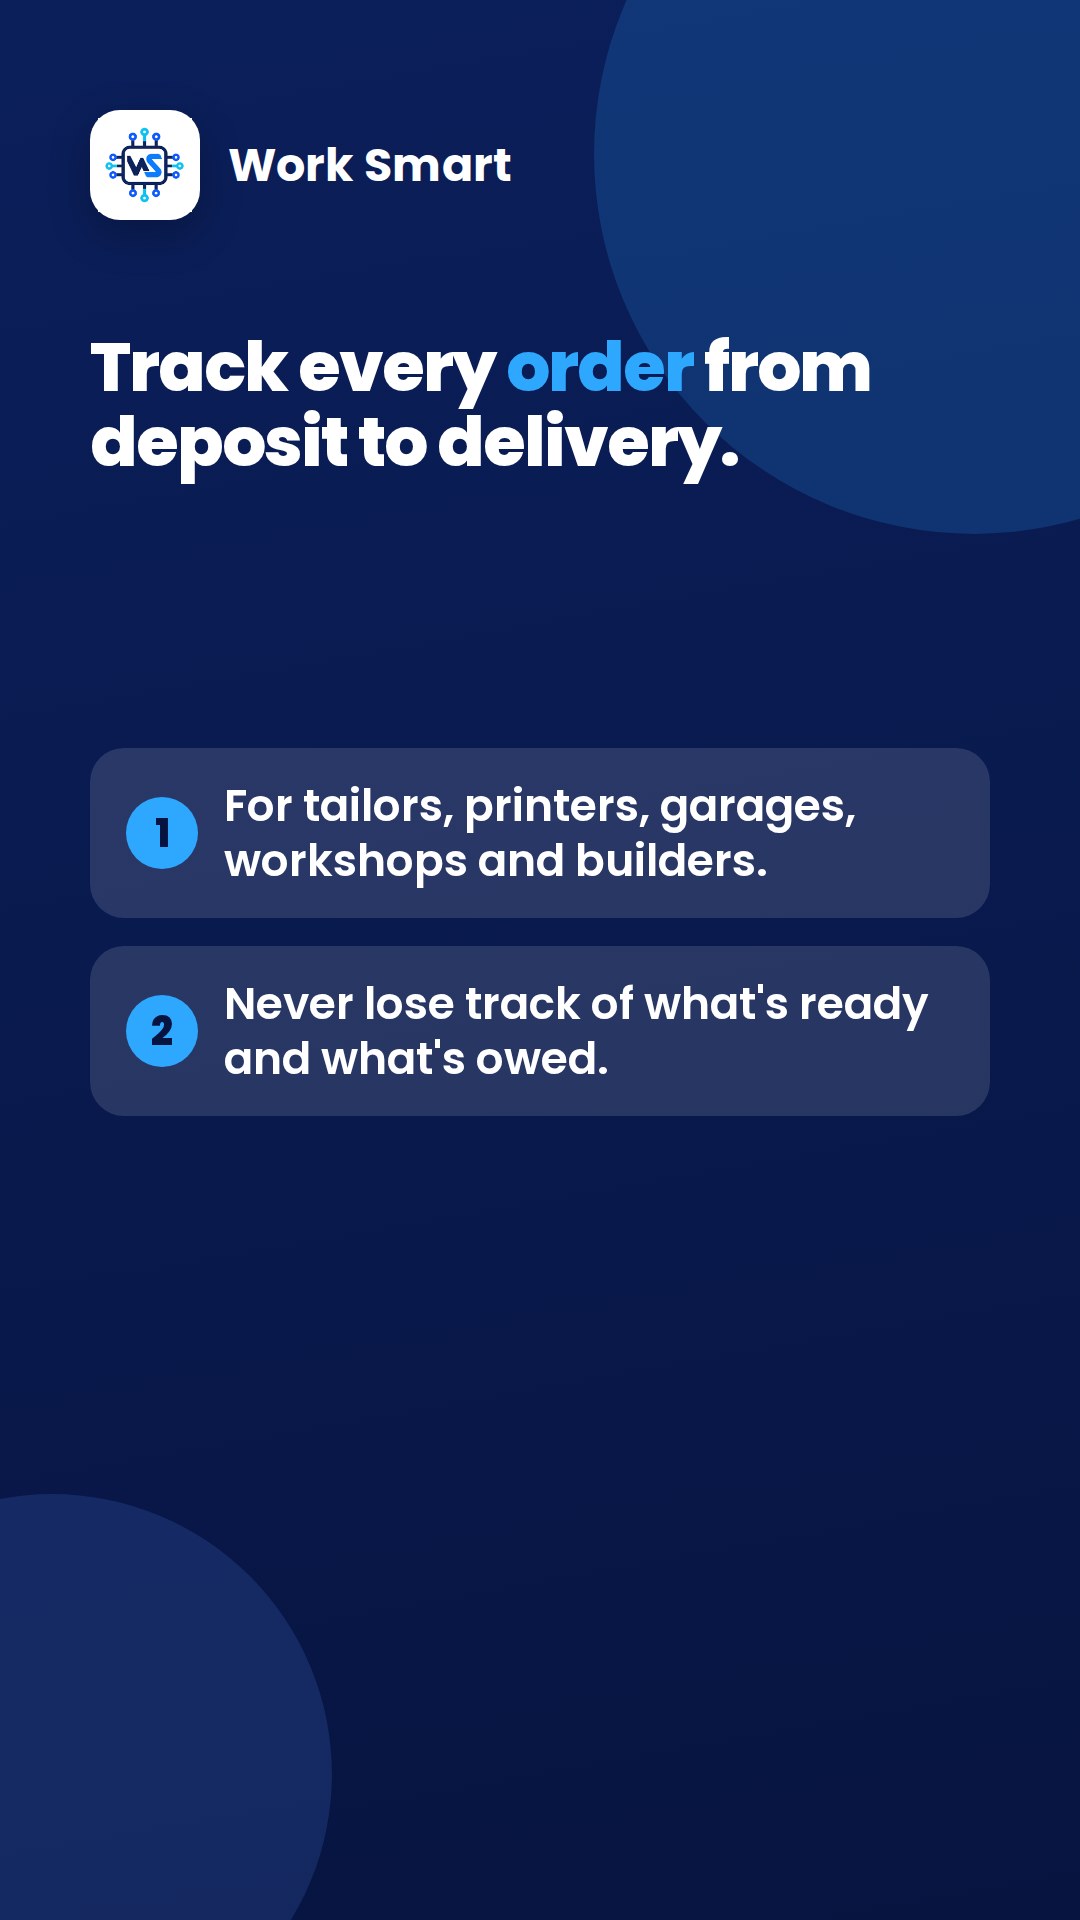 WS
Work Smart
Track every order from
deposit to delivery.
1
For tailors, printers, garages,
workshops and builders.
2
Never lose track of what's ready
and what's owed.